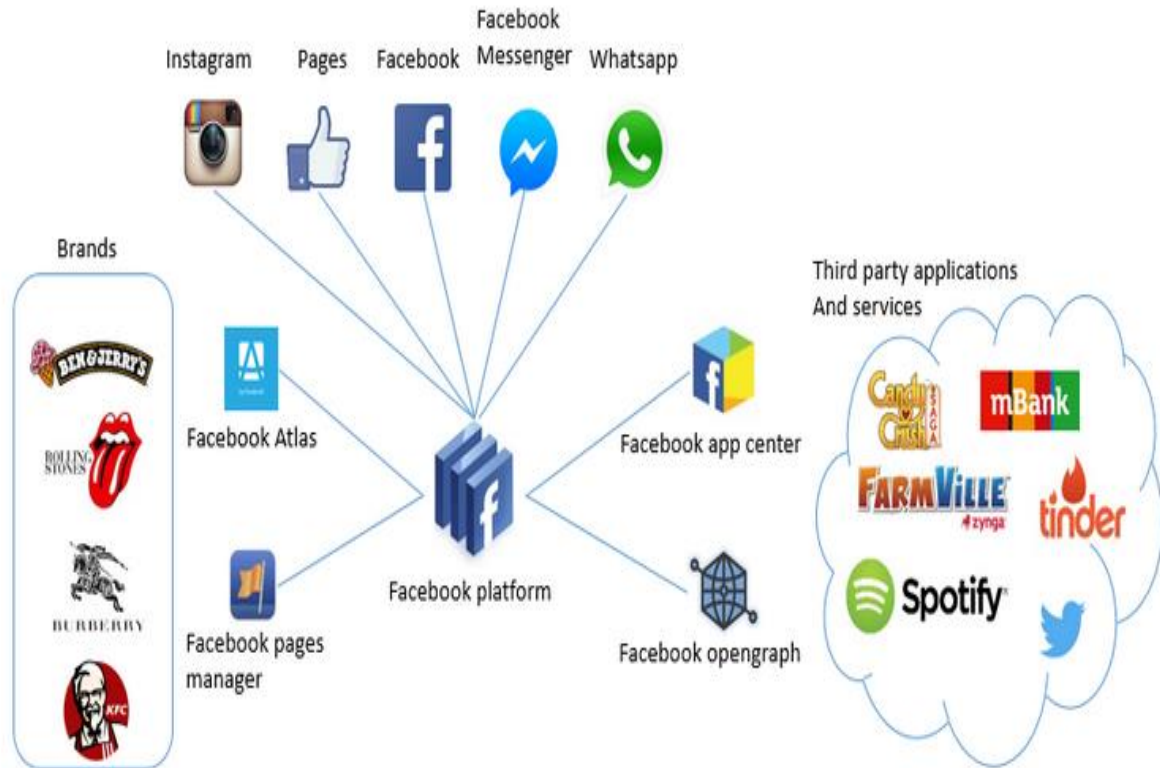 Facebook
Instagram Pages Facebook Messenger Whatsapp
Brands
BEN & JERRY'S
ROLLING
STONES
BURBERRY
KFC
Facebook Atlas
Facebook pages
manager
Facebook platform
Facebook app center
Facebook opengraph
Third party applications
And services
Candy
Crush
SAGA
mBank
FARMVILLE
zynga
tinder
Spotify